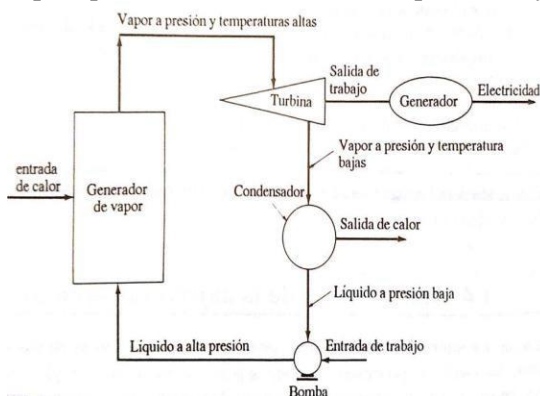 Vapor a presión y temperaturas altas
Salida de
trabajo
Turbina
Generador
Electricidad
entrada
de calor
Generador
de vapor
Vapor a presión y temperatura
bajas
Condensador
Salida de calor
Líquido a presión baja
Líquido a alta presión
Entrada de trabajo
Bomba